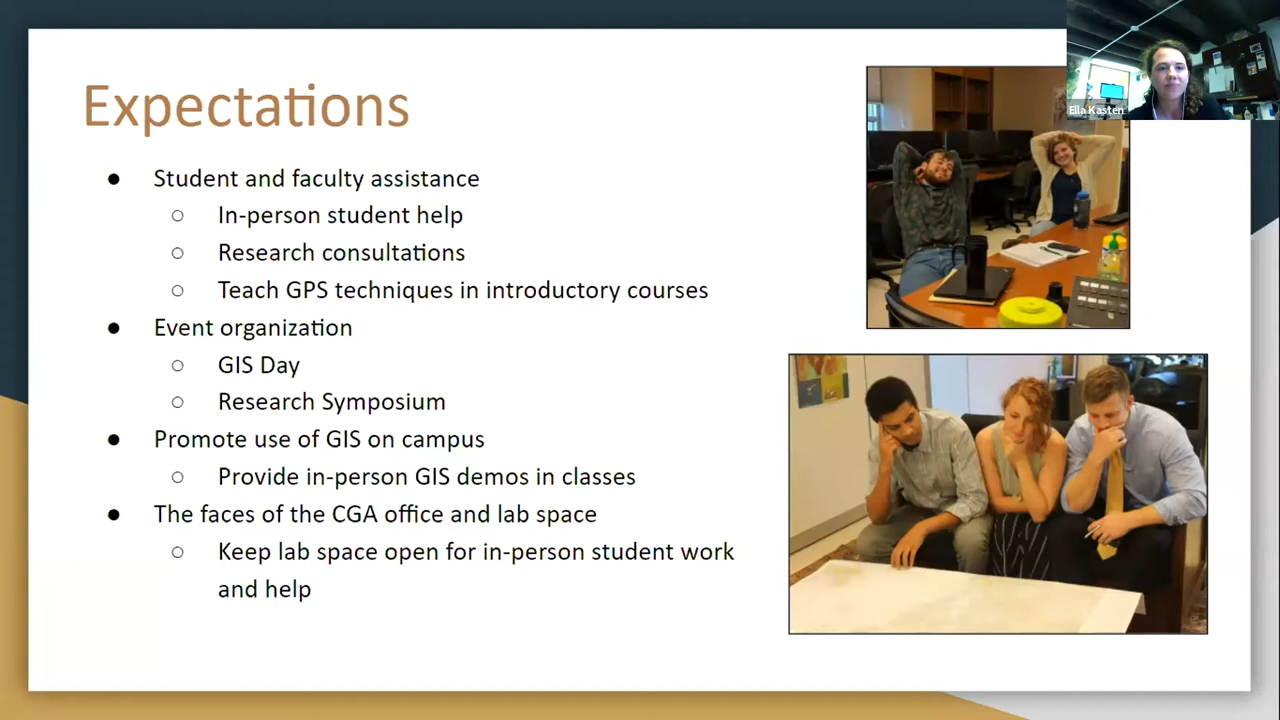 Expectations
● Student and faculty assistance
○ In-person student help
○ Research consultations
○ Teach GPS techniques in introductory courses
● Event organization
○ GIS Day
○ Research Symposium
● Promote use of GIS on campus
○ Provide in-person GIS demos in classes
● The faces of the CGA office and lab space
○ Keep lab space open for in-person student work
and help
Ella Kasten